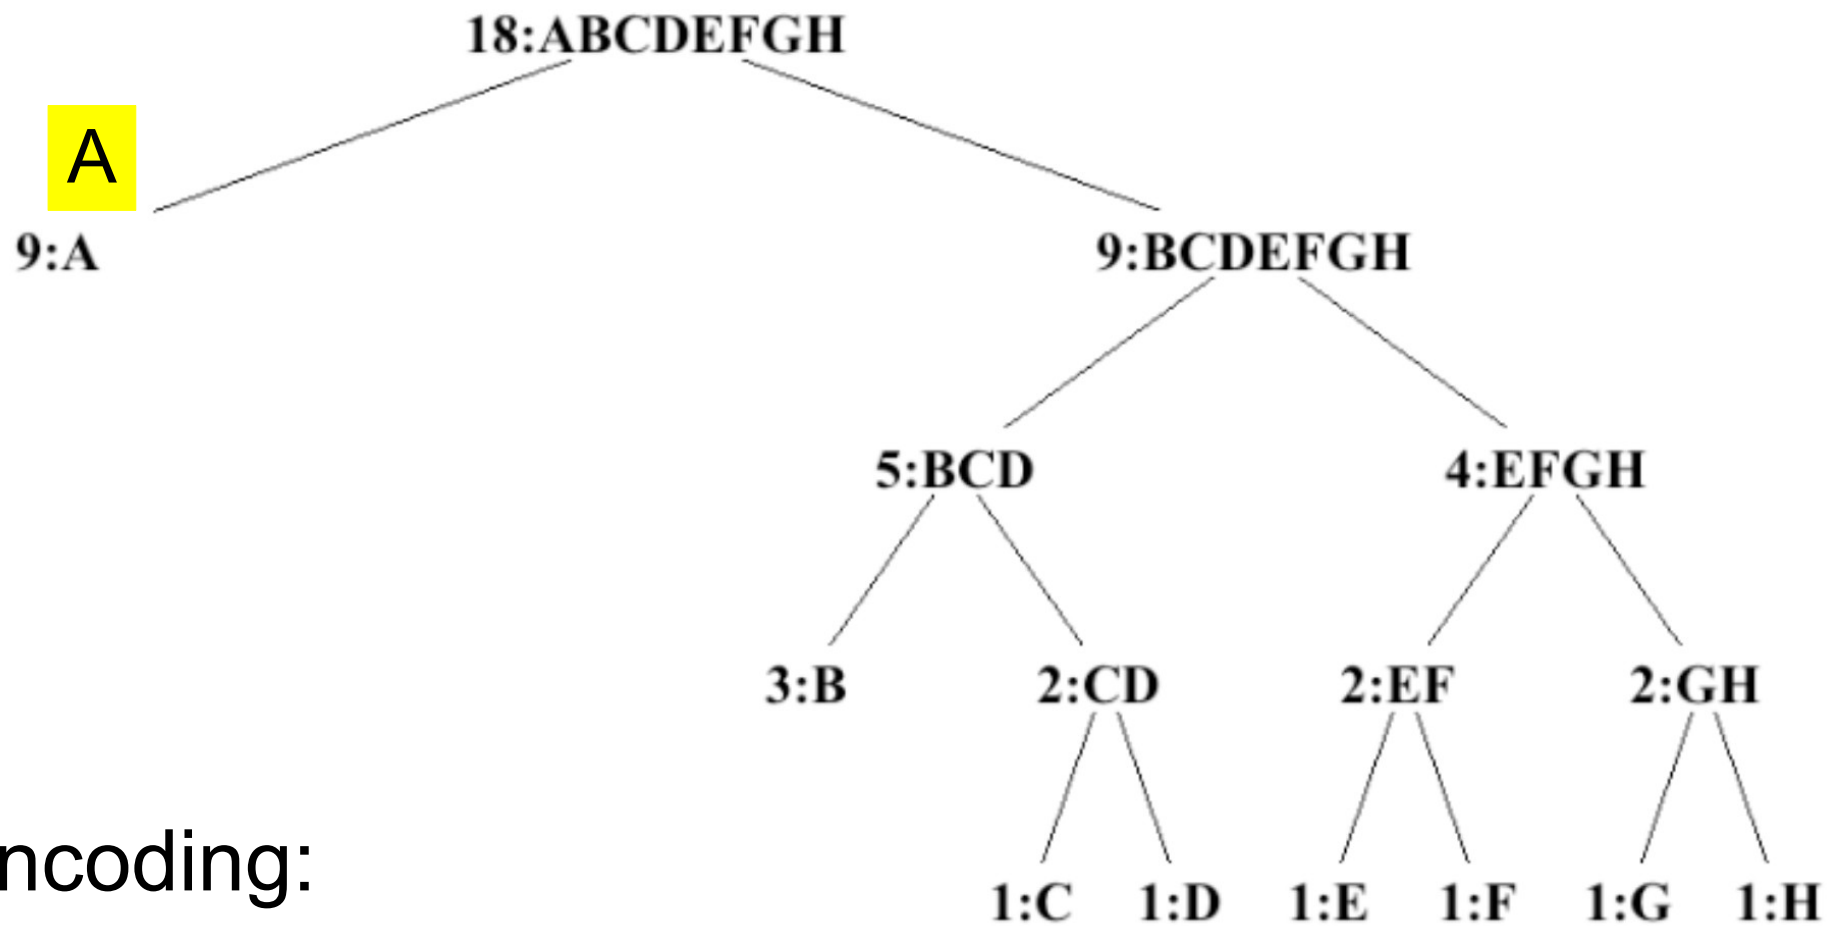 18:ABCDEFGH
A
9:A 9:BCDEFGH
5:BCD 4:EFGH
3:B 2:CD 2:EF 2:GH
ncoding:
1:C 1:D 1:E 1:F 1:G 1:H